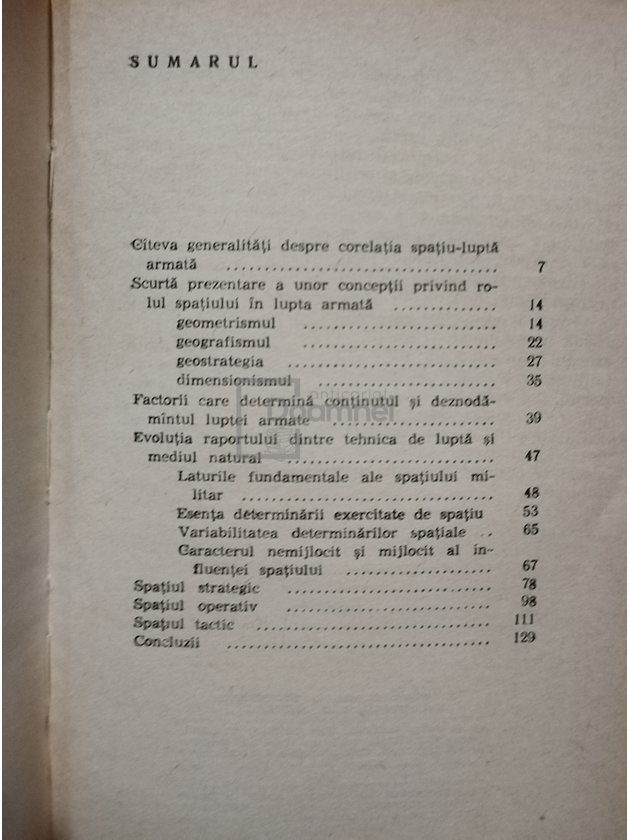 SUMARUL
Cîteva generalități despre corelația spațiu-luptă
armată ..................................... 7
Scurtă prezentare a unor concepții privind ro-
lul spațiului în lupta armată .............. 14
geometrismul .......................... 14
geografismul .......................... 22
geostrategia ............................ 27
dimensionismul ........................ 35
Factorii care determină conținutul și deznodă-
mîntul luptei armate ....................... 39
Evoluția raportului dintre tehnica de luptă și
mediul natural ............................ 47
Laturile fundamentale ale spațiului mi-
litar .................................. 48
Esența determinării exercitate de spațiu 53
Variabilitatea determinărilor spațiale .. 65
Caracterul nemijlocit și mijlocit al in-
fluenței spațiului .................... 67
Spațiul strategic ............................ 78
Spațiul operativ ............................ 98
Spațiul tactic ................................ 111
Concluzii .................................... 129